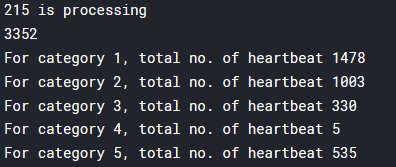 215 is processing
3352
For category 1, total no. of heartbeat 1478
For category 2, total no. of heartbeat 1003
For category 3, total no. of heartbeat 330
For category 4, total no. of heartbeat 5
For category 5, total no. of heartbeat 535